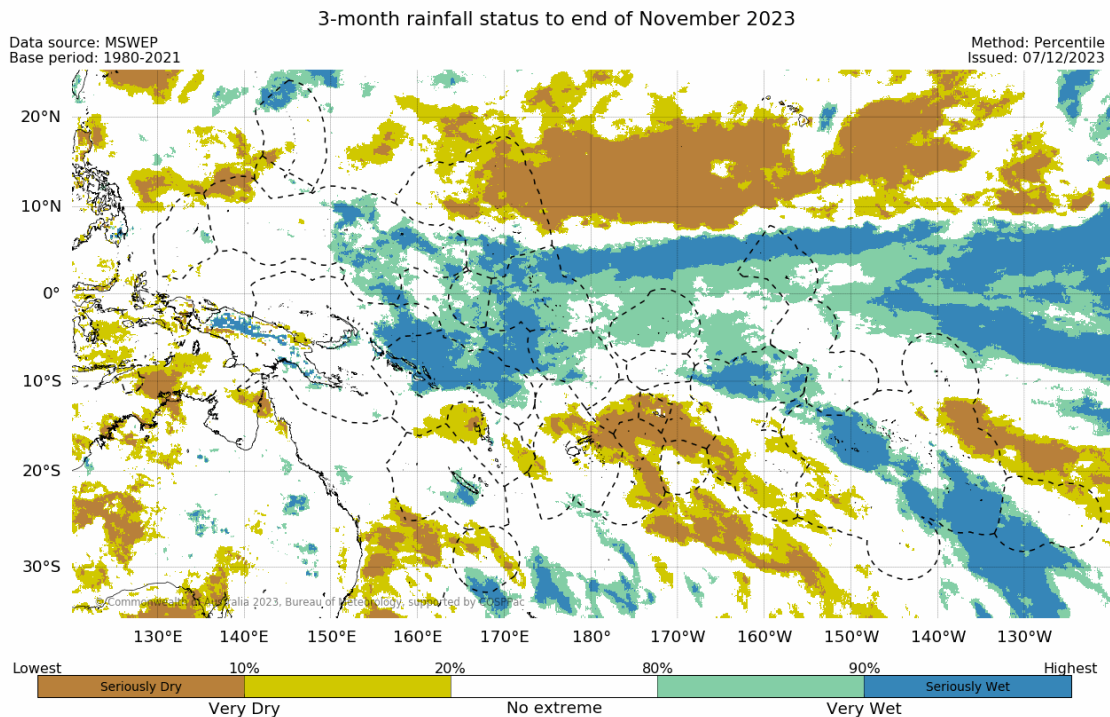 3-month rainfall status to end of November 2023
Data source: MSWEP
Base period: 1980-2021
Method: Percentile
Issued: 07/12/2023
20°N
10°N
0°
10°S
20°S
30°S
© Commonwealth of Australia 2023, Bureau of Meteorology, supported by COSPPac
130°E 140°E 150°E 160°E 170°E 180° 170°W 160°W 150°W 140°W 130°W
Lowest 10% 20% 80% 90% Highest
Seriously Dry Seriously Wet
Very Dry No extreme Very Wet